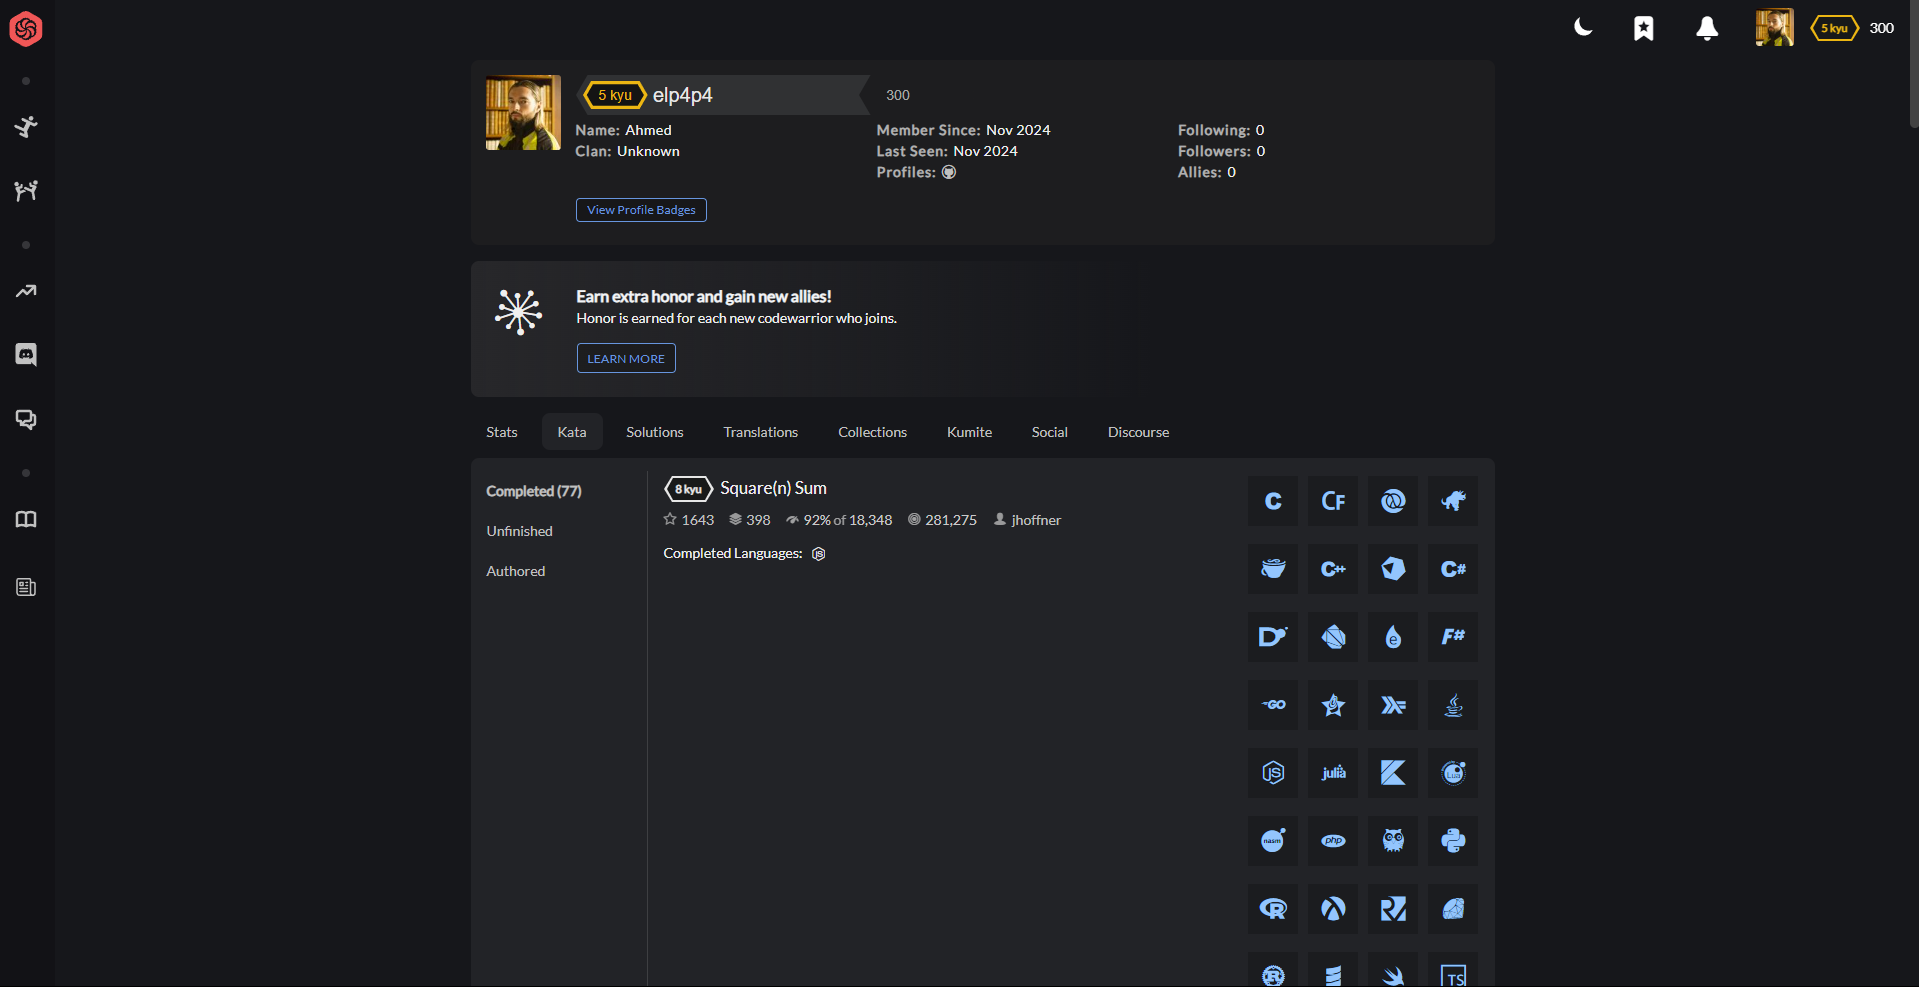 5 kyu 300
5 kyu elp4p4 300
Name: Ahmed Member Since: Nov 2024 Following: 0
Clan: Unknown Last Seen: Nov 2024 Followers: 0
Profiles: Allies: 0
View Profile Badges
Earn extra honor and gain new allies!
Honor is earned for each new codewarrior who joins.
LEARN MORE
Stats Kata Solutions Translations Collections Kumite Social Discourse
Completed (77)
Unfinished
Authored
8 kyu Square(n) Sum
1643 398 92% of 18,348 281,275 jhoffner
Completed Languages: JS
C CF
C++ C#
D e F#
GO
JS julia Lua
nasm php
R
R TS